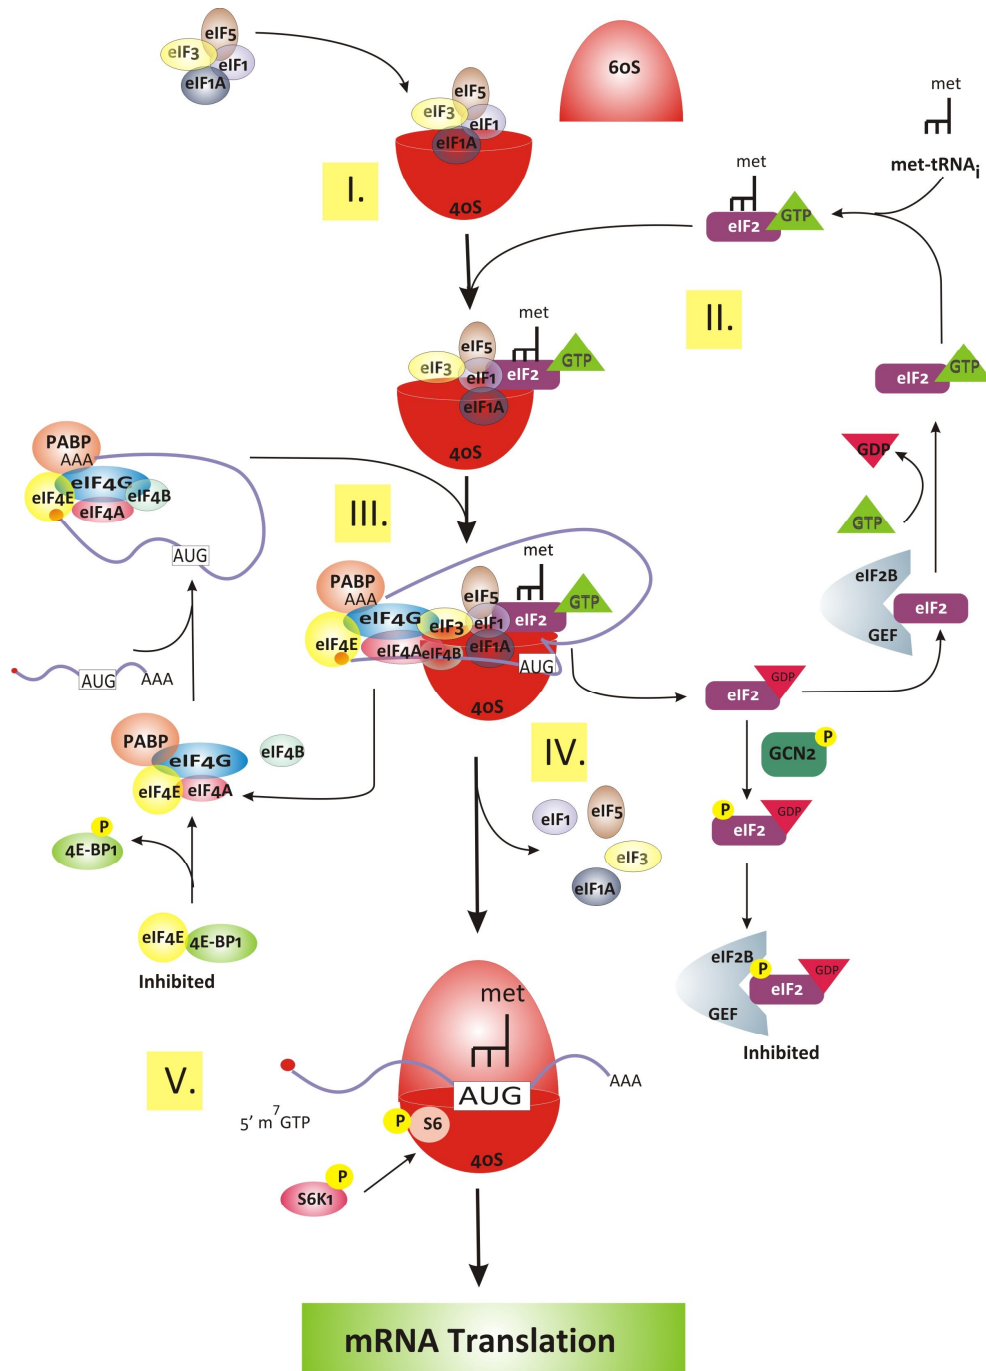 eIF5
eIF3
eIF1
eIF1A
60S
eIF5
eIF3
eIF1
eIF1A
40S
I.
met
met-tRNAi
met
eIF2
GTP
II.
met
eIF5
GTP
eIF3
eIF1
eIF2
eIF1A
40S
eIF2
GTP
PABP
AAA
eIF4G
eIF4E
eIF4B
eIF4A
AUG
III.
GDP
GTP
eIF2B
eIF2
GEF
met
PABP
AAA
eIF5
GTP
eIF4G
eIF3
eIF1
eIF2
eIF4E
eIF4A
eIF4B
eIF1A
AUG
40S
AUG
AAA
eIF2
GDP
PABP
eIF4G
eIF4B
eIF4E
eIF4A
IV.
GCN2
P
P
eIF2
GDP
eIF1
eIF5
eIF3
eIF1A
P
4E-BP1
eIF4E
4E-BP1
Inhibited
eIF2B
P
GDP
eIF2
GEF
Inhibited
V.
met
AUG
AAA
5' m7GTP
P
S6
40S
P
S6K1
mRNA Translation